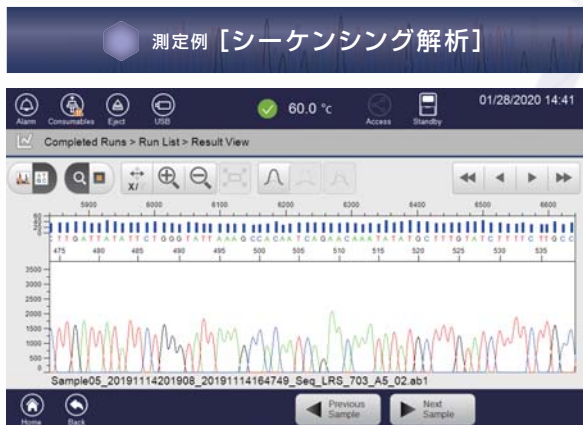 測定例 [シーケンシング解析]
01/28/2020 14:41
60.0 °c
Alarm Consumables Eject USB Access Standby
Completed Runs > Run List > Result View
X/Y
5900 6000 6100 6200 6300 6400 6500 6600
CTTGATTATATTCTGGGTATTAAAGCCACAATCAGAACAAATATATGCTTTGTATCTTTTCTTGCC
475 480 485 490 495 500 505 510 515 520 525 530 535
3500
3000
2500
2000
1500
1000
500
0
Sample05_20191114201908_20191114164749_Seq_LRS_703_A5_02.ab1
Home Back Previous Sample Next Sample